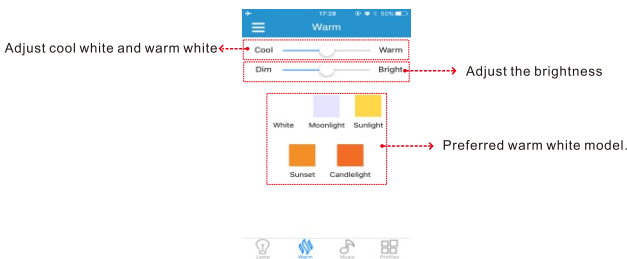 17:28 50%
Warm
Adjust cool white and warm white
Cool Warm
Dim Bright
Adjust the brightness
White Moonlight Sunlight
Preferred warm white model.
Sunset Candlelight
Lamp Warm Music Profiles